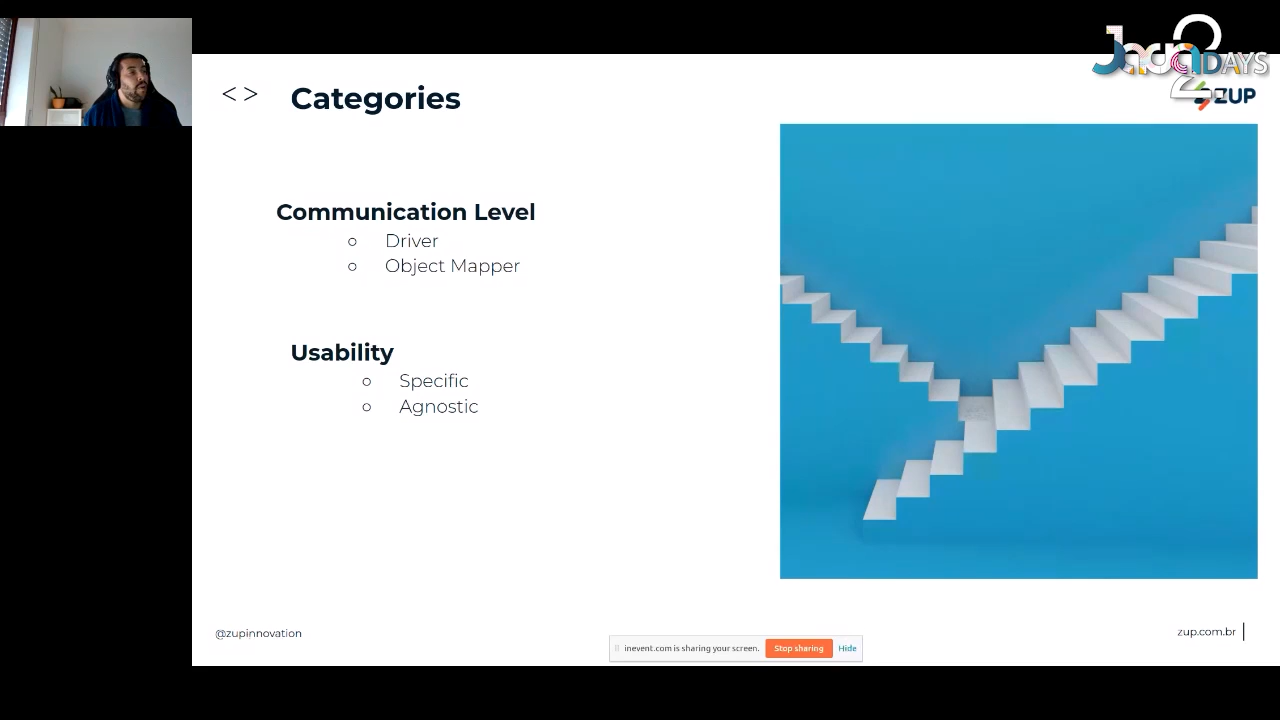 < > Categories
Communication Level
○ Driver
○ Object Mapper
Usability
○ Specific
○ Agnostic
@zupinnovation
zup.com.br
inevent.com is sharing your screen. Stop sharing Hide
DAYS
ZUP